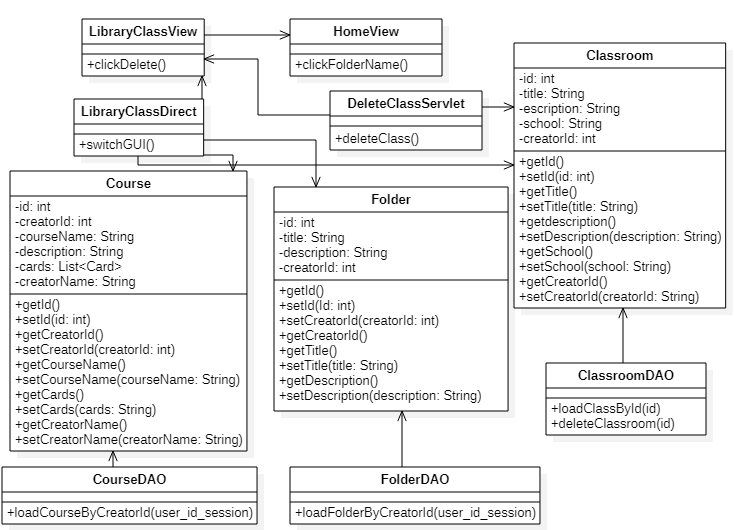 LibraryClassView
+clickDelete()
HomeView
+clickFolderName()
LibraryClassDirect
+switchGUI()
DeleteClassServlet
+deleteClass()
Classroom
-id: int
-title: String
-escription: String
-school: String
-creatorId: int
+getId()
+setId(id: int)
+getTitle()
+setTitle(title: String)
+getdescription()
+setDescription(description: String)
+getSchool()
+setSchool(school: String)
+getCreatorId()
+setCreatorId(creatorId: String)
Course
-id: int
-creatorId: int
-courseName: String
-description: String
-cards: List<Card>
-creatorName: String
+getId()
+setId(id: int)
+getCreatorId()
+setCreatorId(creatorId: int)
+getCourseName()
+setCourseName(courseName: String)
+getCards()
+setCards(cards: String)
+getCreatorName()
+setCreatorName(creatorName: String)
Folder
-id: int
-title: String
-description: String
-creatorId: int
+getId()
+setId(Id: int)
+setCreatorId(creatorId: int)
+getCreatorId()
+getTitle()
+setTitle(title: String)
+getDescription()
+setDescription(description: String)
ClassroomDAO
+loadClassById(id)
+deleteClassroom(id)
CourseDAO
+loadCourseByCreatorId(user_id_session)
FolderDAO
+loadFolderByCreatorId(user_id_session)